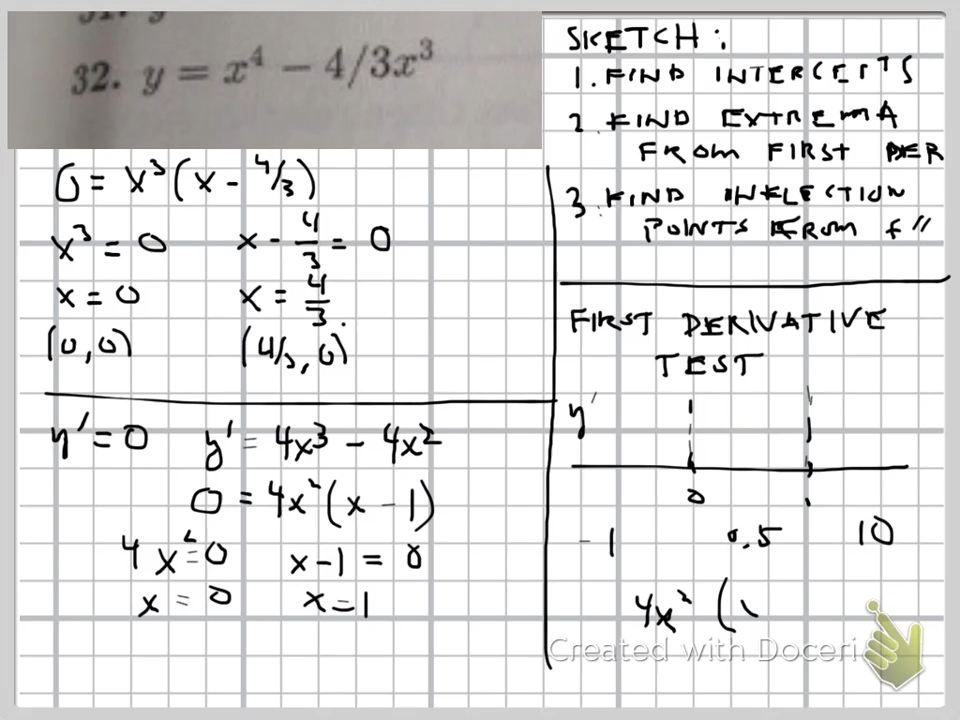 32. y = x⁴ − 4/3x³
0 = x³(x - 4/3)
x³ = 0 x - 4/3 = 0
x = 0 x = 4/3.
(0,0) (4/3, 0)
y' = 0 y' = 4x³ - 4x²
0 = 4x²(x - 1)
4x² = 0 x - 1 = 0
x = 0 x = 1
SKETCH:
1. FIND INTERCEPTS
2. FIND EXTREMA
FROM FIRST DER
3. FIND INFLECTION
POINTS FROM f"
FIRST DERIVATIVE
TEST
y'
0 1
-1 0.5 10
4x² (
Created with Doceri